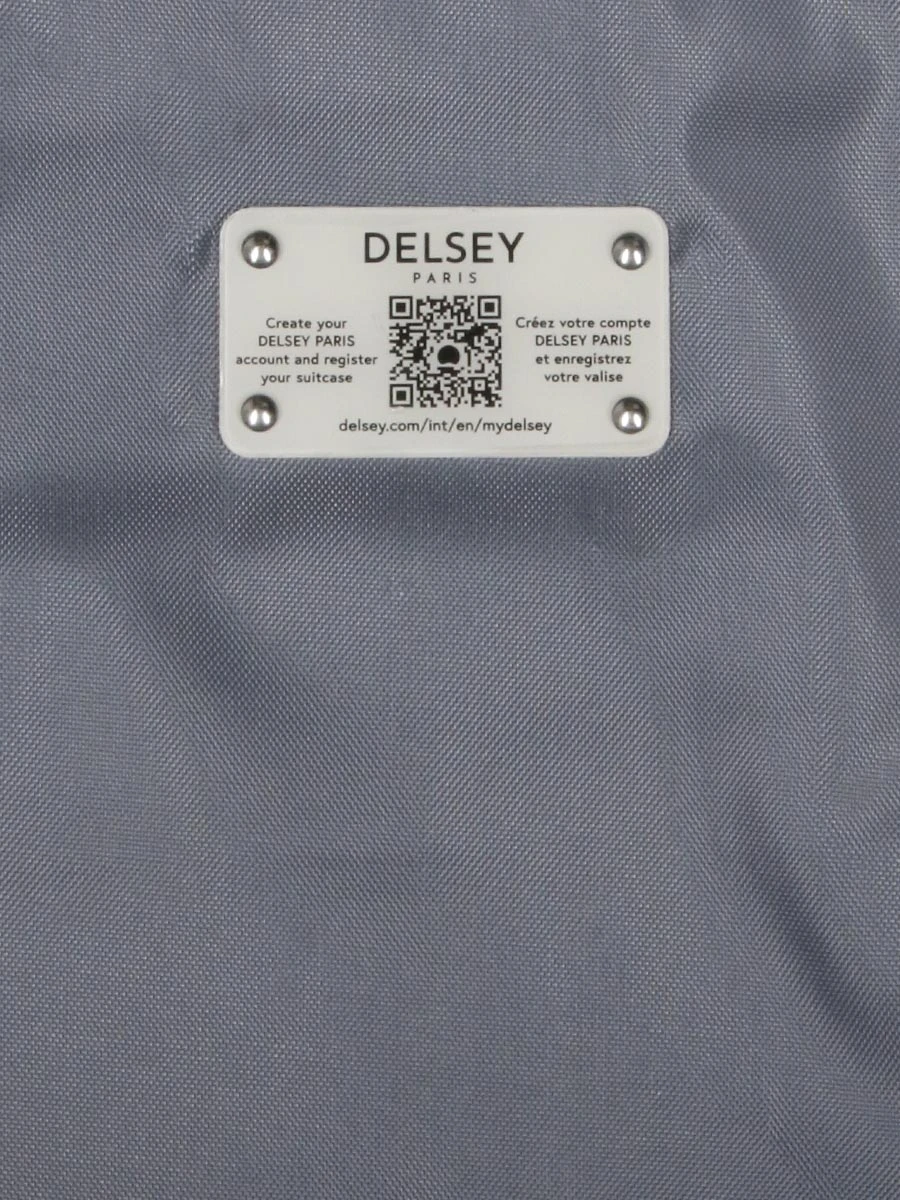 DELSEY
PARIS
Create your
DELSEY PARIS
account and register
your suitcase
Créez votre compte
DELSEY PARIS
et enregistrez
votre valise
delsey.com/int/en/mydelsey